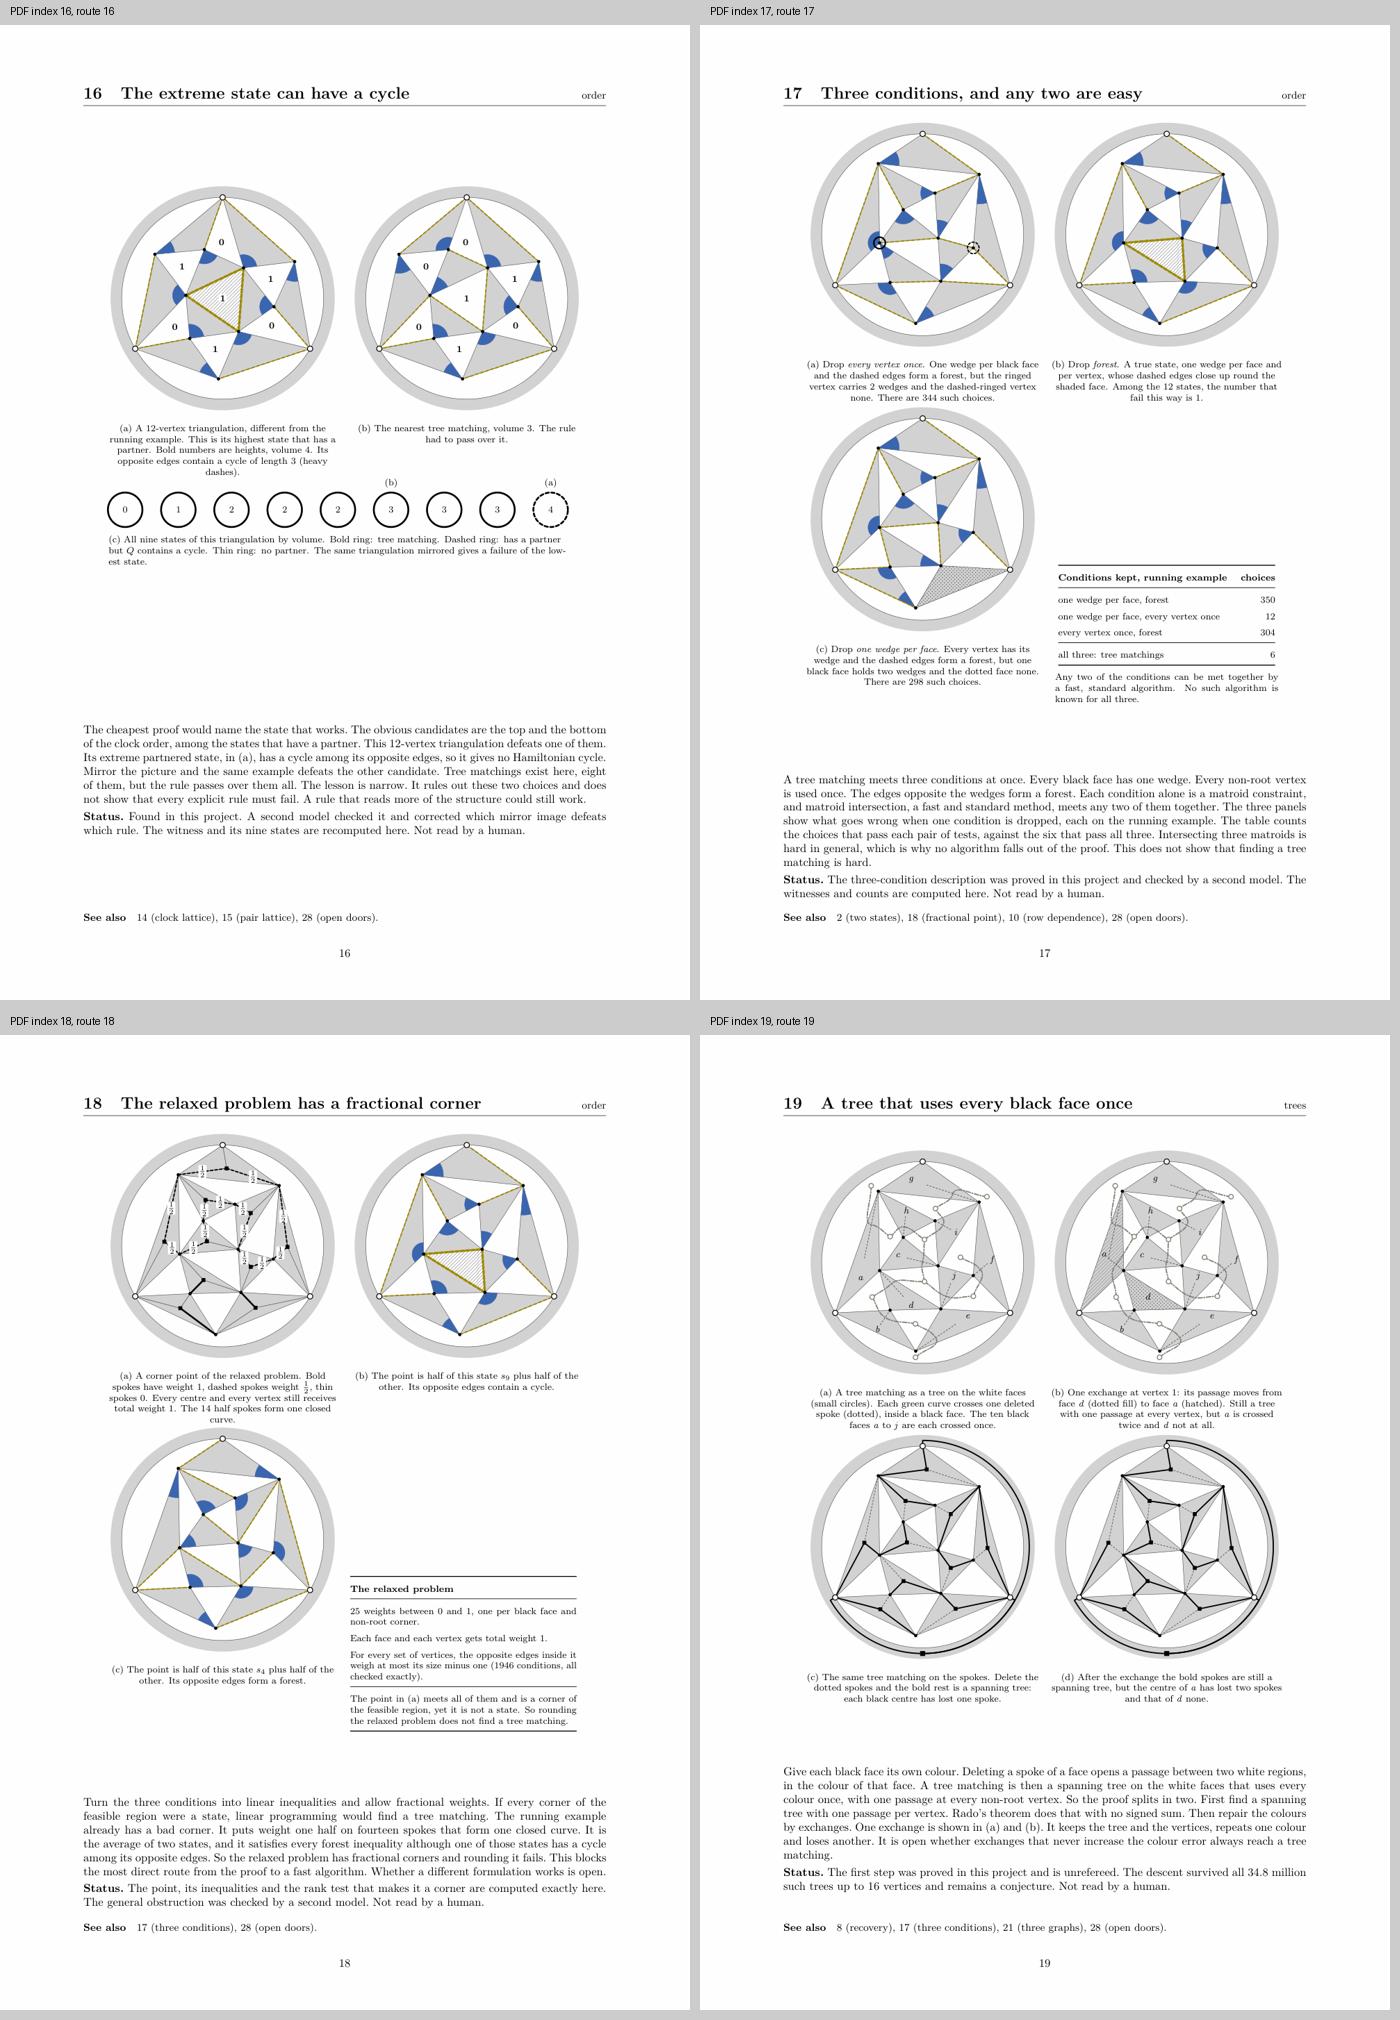 PDF index 16, route 16
16 The extreme state can have a cycle
order
0
1
1
1
0
0
1
0
0
1
0
0
1
(a) A 12-vertex triangulation, different from the
running example. This is its highest state that has a
partner. Bold numbers are heights, volume 4. Its
opposite edges contain a cycle of length 3 (heavy
dashes).
(b) The nearest tree matching, volume 3. The rule
had to pass over it.
(b)
(a)
0 1 2 2 2 3 3 3 4
(c) All nine states of this triangulation by volume. Bold ring: tree matching. Dashed ring: has a partner
but Q contains a cycle. Thin ring: no partner. The same triangulation mirrored gives a failure of the low-
est state.
The cheapest proof would name the state that works. The obvious candidates are the top and the bottom
of the clock order, among the states that have a partner. This 12-vertex triangulation defeats one of them.
Its extreme partnered state, in (a), has a cycle among its opposite edges, so it gives no Hamiltonian cycle.
Mirror the picture and the same example defeats the other candidate. Tree matchings exist here, eight
of them, but the rule passes over them all. The lesson is narrow. It rules out these two choices and does
not show that every explicit rule must fail. A rule that reads more of the structure could still work.
Status. Found in this project. A second model checked it and corrected which mirror image defeats
which rule. The witness and its nine states are recomputed here. Not read by a human.
See also 14 (clock lattice), 15 (pair lattice), 28 (open doors).
16
PDF index 17, route 17
17 Three conditions, and any two are easy
order
(a) Drop every vertex once. One wedge per black face
and the dashed edges form a forest, but the ringed
vertex carries 2 wedges and the dashed-ringed vertex
none. There are 344 such choices.
(b) Drop forest. A true state, one wedge per face and
per vertex, whose dashed edges close up round the
shaded face. Among the 12 states, the number that
fail this way is 1.
(c) Drop one wedge per face. Every vertex has its
wedge and the dashed edges form a forest, but one
black face holds two wedges and the dotted face none.
There are 298 such choices.
Conditions kept, running example choices
one wedge per face, forest 350
one wedge per face, every vertex once 12
every vertex once, forest 304
all three: tree matchings 6
Any two of the conditions can be met together by
a fast, standard algorithm. No such algorithm is
known for all three.
A tree matching meets three conditions at once. Every black face has one wedge. Every non-root vertex
is used once. The edges opposite the wedges form a forest. Each condition alone is a matroid constraint,
and matroid intersection, a fast and standard method, meets any two of them together. The three panels
show what goes wrong when one condition is dropped, each on the running example. The table counts
the choices that pass each pair of tests, against the six that pass all three. Intersecting three matroids is
hard in general, which is why no algorithm falls out of the proof. This does not show that finding a tree
matching is hard.
Status. The three-condition description was proved in this project and checked by a second model. The
witnesses and counts are computed here. Not read by a human.
See also 2 (two states), 18 (fractional point), 10 (row dependence), 28 (open doors).
17
PDF index 18, route 18
18 The relaxed problem has a fractional corner
order
½ ½ ½ ½ ½ ½ ½ ½ ½ ½ ½ ½ ½ ½
(a) A corner point of the relaxed problem. Bold
spokes have weight 1, dashed spokes weight ½, thin
spokes 0. Every centre and every vertex still receives
total weight 1. The 14 half spokes form one closed
curve.
(b) The point is half of this state s₉ plus half of the
other. Its opposite edges contain a cycle.
(c) The point is half of this state s₄ plus half of the
other. Its opposite edges form a forest.
The relaxed problem
25 weights between 0 and 1, one per black face and
non-root corner.
Each face and each vertex gets total weight 1.
For every set of vertices, the opposite edges inside it
weigh at most its size minus one (1946 conditions, all
checked exactly).
The point in (a) meets all of them and is a corner of
the feasible region, yet it is not a state. So rounding
the relaxed problem does not find a tree matching.
Turn the three conditions into linear inequalities and allow fractional weights. If every corner of the
feasible region were a state, linear programming would find a tree matching. The running example
already has a bad corner. It puts weight one half on fourteen spokes that form one closed curve. It is
the average of two states, and it satisfies every forest inequality although one of those states has a cycle
among its opposite edges. So the relaxed problem has fractional corners and rounding it fails. This blocks
the most direct route from the proof to a fast algorithm. Whether a different formulation works is open.
Status. The point, its inequalities and the rank test that makes it a corner are computed exactly here.
The general obstruction was checked by a second model. Not read by a human.
See also 17 (three conditions), 28 (open doors).
18
PDF index 19, route 19
19 A tree that uses every black face once
trees
g
h
i
c
f
a
j
d
b
e
g
h
i
a
c
f
j
d
b
e
(a) A tree matching as a tree on the white faces
(small circles). Each green curve crosses one deleted
spoke (dotted), inside a black face. The ten black
faces a to j are each crossed once.
(b) One exchange at vertex 1: its passage moves from
face d (dotted fill) to face a (hatched). Still a tree
with one passage at every vertex, but a is crossed
twice and d not at all.
(c) The same tree matching on the spokes. Delete the
dotted spokes and the bold rest is a spanning tree:
each black centre has lost one spoke.
(d) After the exchange the bold spokes are still a
spanning tree, but the centre of a has lost two spokes
and that of d none.
Give each black face its own colour. Deleting a spoke of a face opens a passage between two white regions,
in the colour of that face. A tree matching is then a spanning tree on the white faces that uses every
colour once, with one passage at every non-root vertex. So the proof splits in two. First find a spanning
tree with one passage per vertex. Rado's theorem does that with no signed sum. Then repair the colours
by exchanges. One exchange is shown in (a) and (b). It keeps the tree and the vertices, repeats one colour
and loses another. It is open whether exchanges that never increase the colour error always reach a tree
matching.
Status. The first step was proved in this project and is unrefereed. The descent survived all 34.8 million
such trees up to 16 vertices and remains a conjecture. Not read by a human.
See also 8 (recovery), 17 (three conditions), 21 (three graphs), 28 (open doors).
19